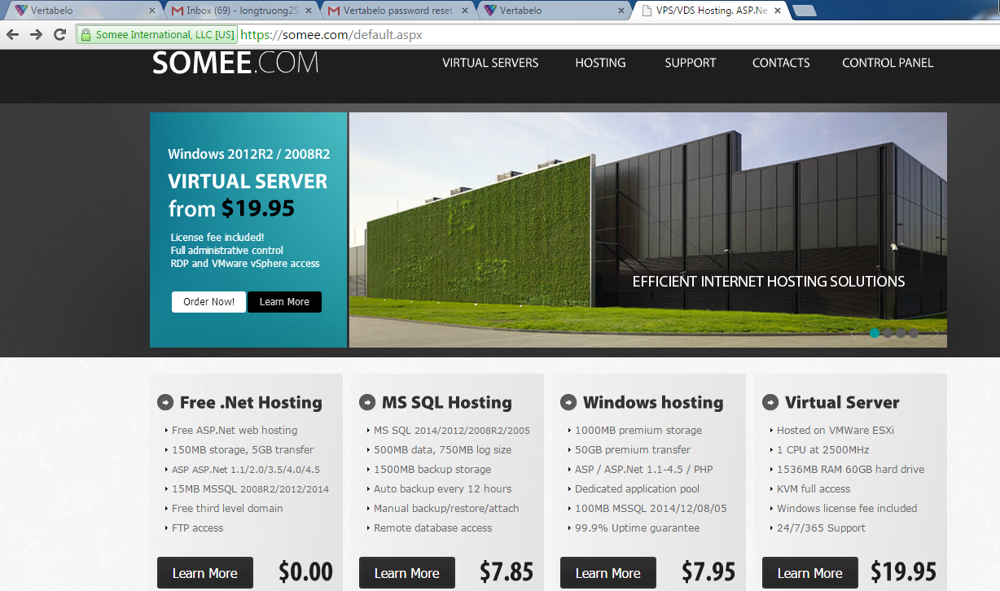 Vertabelo
Inbox (69) - longtruong25
Vertabelo password reset
Vertabelo
VPS/VDS Hosting. ASP.Ne
Somee International, LLC [US]
https://somee.com/default.aspx
SOMEE.COM
VIRTUAL SERVERS
HOSTING
SUPPORT
CONTACTS
CONTROL PANEL
Windows 2012R2 / 2008R2
VIRTUAL SERVER
from $19.95
License fee included!
Full administrative control
RDP and VMware vSphere access
Order Now!
Learn More
EFFICIENT INTERNET HOSTING SOLUTIONS
Free .Net Hosting
Free ASP.Net web hosting
150MB storage, 5GB transfer
ASP ASP.Net 1.1/2.0/3.5/4.0/4.5
15MB MSSQL 2008R2/2012/2014
Free third level domain
FTP access
Learn More
$0.00
MS SQL Hosting
MS SQL 2014/2012/2008R2/2005
500MB data, 750MB log size
1500MB backup storage
Auto backup every 12 hours
Manual backup/restore/attach
Remote database access
Learn More
$7.85
Windows hosting
1000MB premium storage
50GB premium transfer
ASP / ASP.Net 1.1-4.5 / PHP
Dedicated application pool
100MB MSSQL 2014/12/08/05
99.9% Uptime guarantee
Learn More
$7.95
Virtual Server
Hosted on VMWare ESXi
1 CPU at 2500MHz
1536MB RAM 60GB hard drive
KVM full access
Windows license fee included
24/7/365 Support
Learn More
$19.95